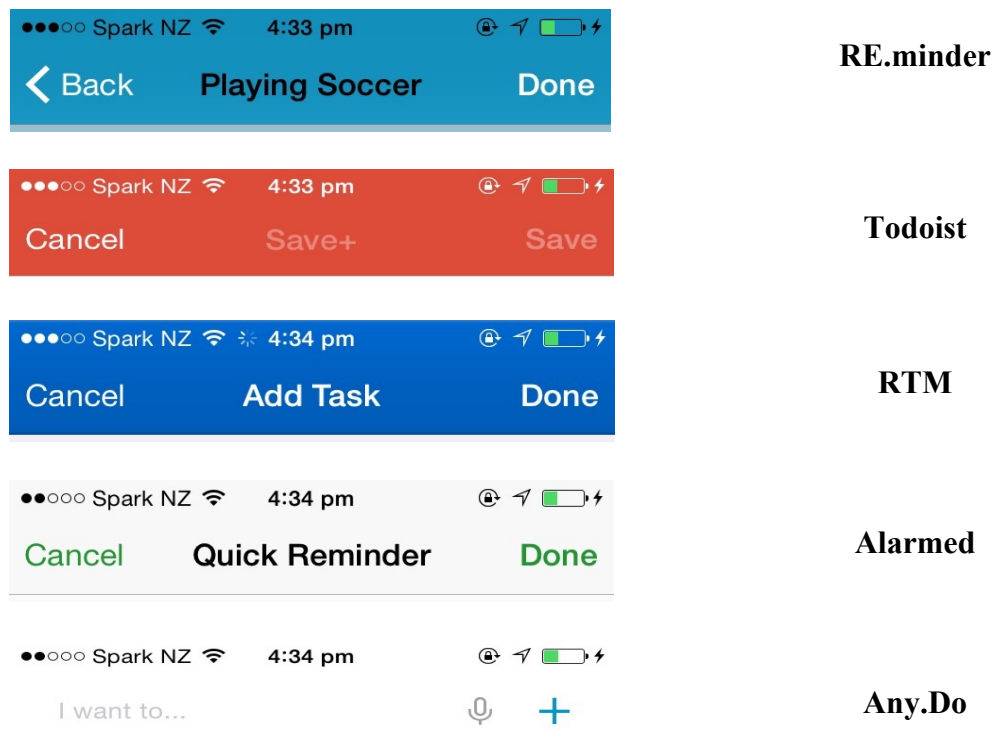 Spark NZ 4:33 pm
RE.minder
Back Playing Soccer Done
Spark NZ 4:33 pm
Cancel Save+ Save
Todoist
Spark NZ 4:34 pm
Cancel Add Task Done
RTM
Spark NZ 4:34 pm
Cancel Quick Reminder Done
Alarmed
Spark NZ 4:34 pm
I want to...
Any.Do